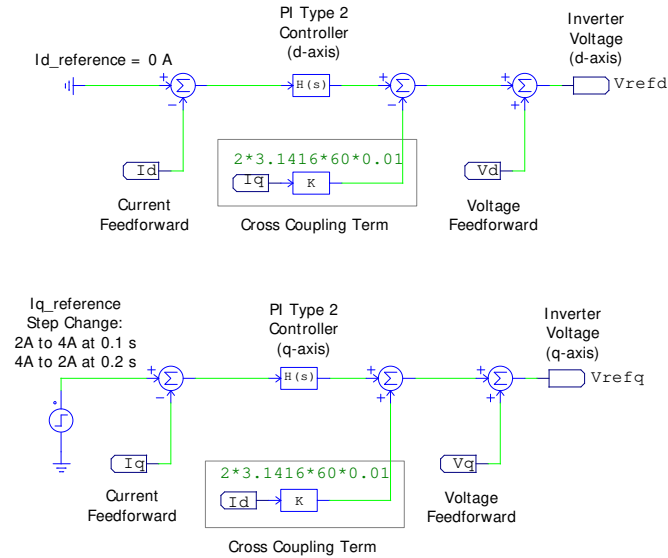 PI Type 2
Controller
(d-axis)
Inverter
Voltage
(d-axis)
Id_reference = 0 A
+
Σ
−
H(s)
+
Σ
−
+
Σ
+
Vrefd
2*3.1416*60*0.01
Id
Iq
K
Vd
Current
Feedforward
Cross Coupling Term
Voltage
Feedforward
Iq_reference
Step Change:
2A to 4A at 0.1 s
4A to 2A at 0.2 s
PI Type 2
Controller
(q-axis)
Inverter
Voltage
(q-axis)
+
Σ
−
H(s)
+
Σ
+
+
Σ
+
Vrefq
2*3.1416*60*0.01
Iq
Id
K
Vq
Current
Feedforward
Voltage
Feedforward
Cross Coupling Term